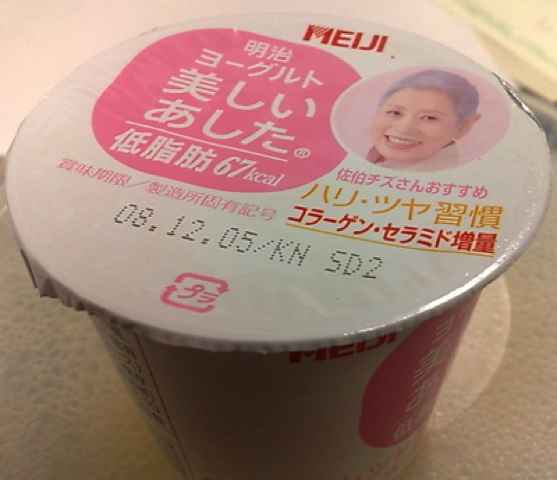 MEIJI
明治
ヨーグルト
美しい
あした®
低脂肪67kcal
佐伯チズさんおすすめ
ハリ・ツヤ習慣
コラーゲン・セラミド増量
賞味期限/製造所固有記号
08.12.05/KN SD2
プラ
MEIJI